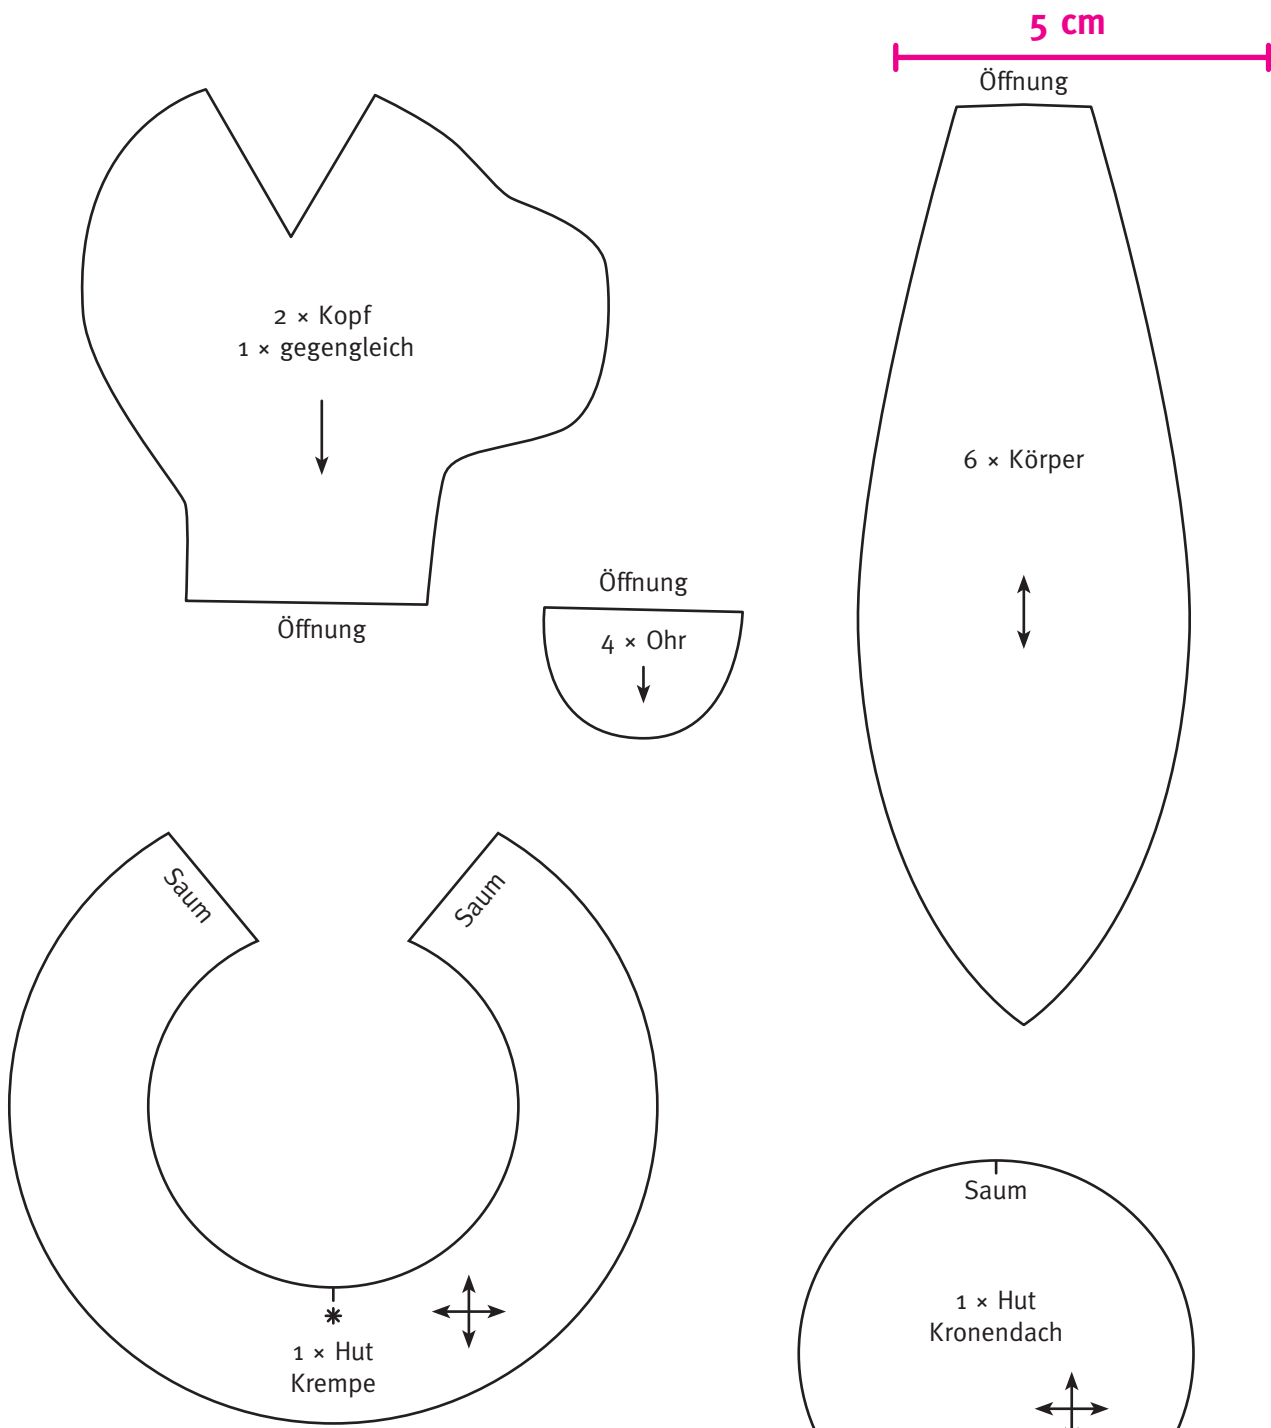 5 cm
Öffnung
2 × Kopf
1 × gegengleich
6 × Körper
Öffnung
4 × Ohr
Öffnung
Saum
Saum
Saum
1 × Hut
Kronendach
*
1 × Hut
Krempe